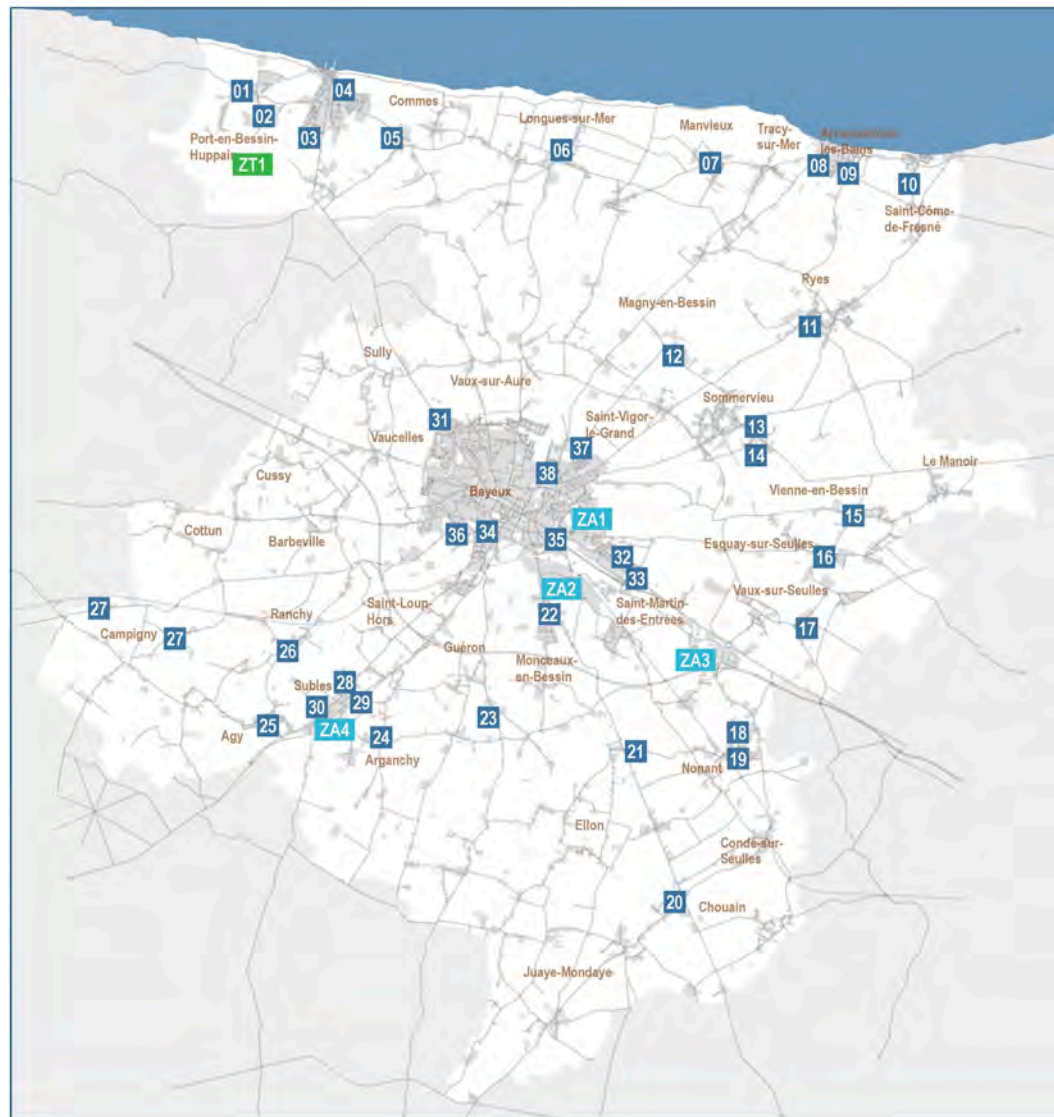 01
04
Commes
02
Longues-sur-Mer
Manvieux
Tracy-
sur-Mer
Port-en-Bessin-
Huppain
03
05
06
07
08
les-Bains
09
ZT1
10
Saint-Côme-
de-Fresné
Ryes
Magny-en-Bessin
11
Sully
12
Vaux-sur-Aure
Sommervieu
31
Saint-Vigor-
le-Grand
13
Vaucelles
37
14
Cussy
38
Le Manoir
Bayeux
Vienne-en-Bessin
15
ZA1
Cottun
Barbeville
36
34
35
Esquay-sur-Seulles
32
16
33
ZA2
Vaux-sur-Seulles
27
Ranchy
Saint-Loup-
Hors
22
Saint-Martin-
des-Entrées
17
Campigny
27
26
Guéron
ZA3
Monceaux-
en-Bessin
28
Subles
29
30
25
Agy
ZA4
24
Arganchy
23
18
21
Nonant
19
Ellon
Condé-sur-
Seulles
20
Chouain
Juaye-Mondaye